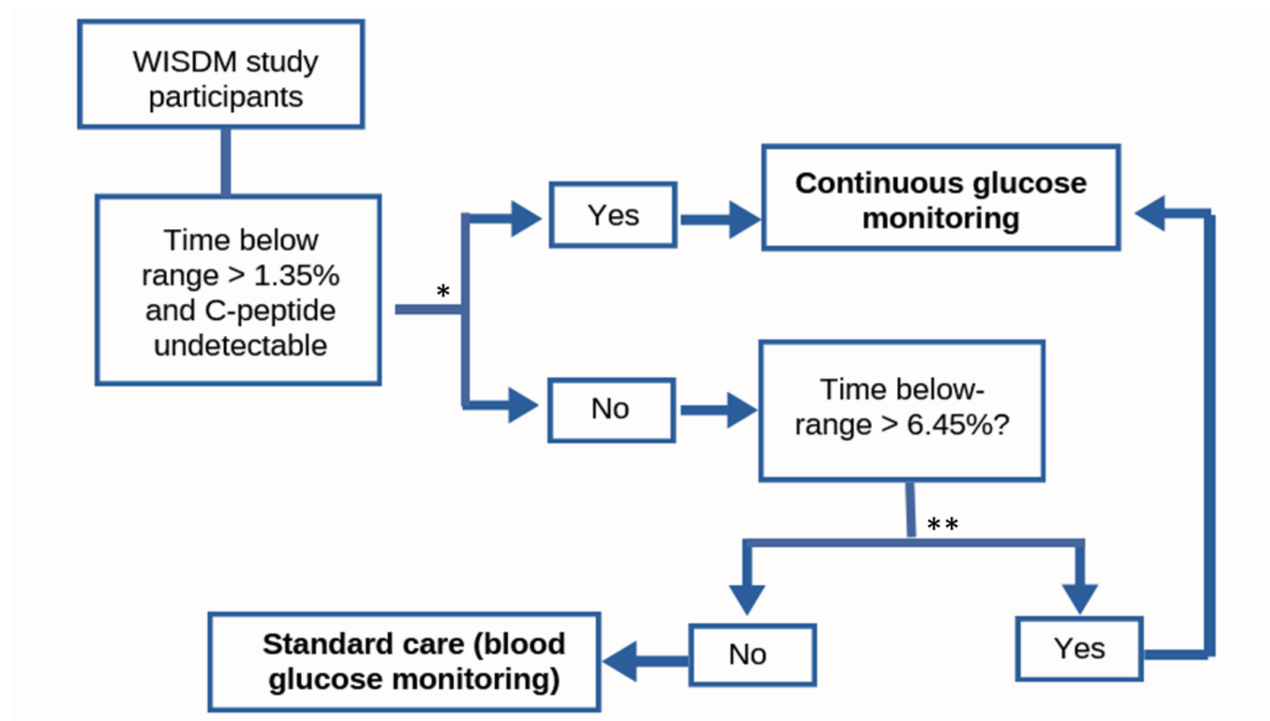 WISDM study
participants
Time below
range > 1.35%
and C-peptide
undetectable
*
Yes
Continuous glucose
monitoring
No
Time below-
range > 6.45%?
**
No
Yes
Standard care (blood
glucose monitoring)